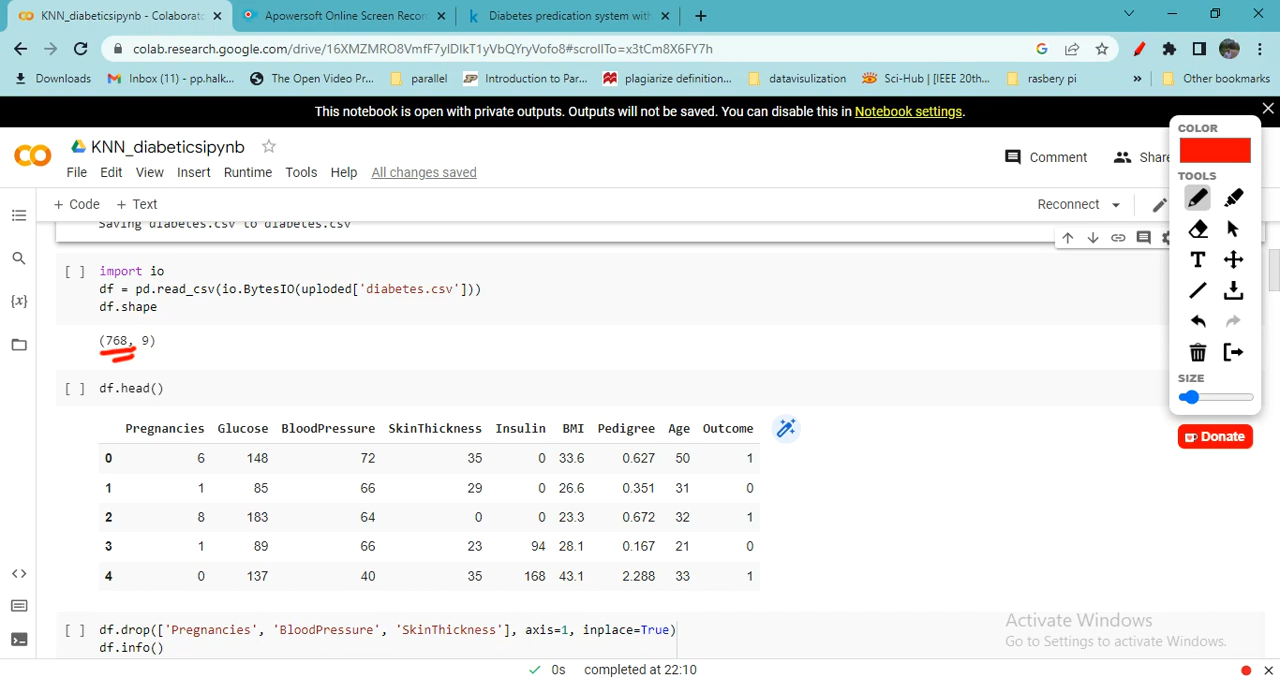 KNN_diabeticsipynb - Colaborato
Apowersoft Online Screen Recor
Diabetes predication system with
colab.research.google.com/drive/16XMZMRO8VmfF7yIDIkT1yVbQYryVofo8#scrollTo=x3tCm8X6FY7h
Downloads
Inbox (11) - pp.halk...
The Open Video Pr...
parallel
Introduction to Par...
plagiarize definition...
datavisulization
Sci-Hub | [IEEE 20th...
rasbery pi
»
Other bookmarks
This notebook is open with private outputs. Outputs will not be saved. You can disable this in Notebook settings.
KNN_diabeticsipynb
Comment
Share
File Edit View Insert Runtime Tools Help All changes saved
+ Code + Text
Reconnect
Saving diabetes.csv to diabetes.csv
[ ] import io
df = pd.read_csv(io.BytesIO(uploded['diabetes.csv']))
df.shape
(768, 9)
[ ] df.head()
Pregnancies Glucose BloodPressure SkinThickness Insulin BMI Pedigree Age Outcome
0 6 148 72 35 0 33.6 0.627 50 1
1 1 85 66 29 0 26.6 0.351 31 0
2 8 183 64 0 0 23.3 0.672 32 1
3 1 89 66 23 94 28.1 0.167 21 0
4 0 137 40 35 168 43.1 2.288 33 1
[ ] df.drop(['Pregnancies', 'BloodPressure', 'SkinThickness'], axis=1, inplace=True)
df.info()
COLOR
TOOLS
T
SIZE
Donate
{x}
Activate Windows
Go to Settings to activate Windows.
0s completed at 22:10